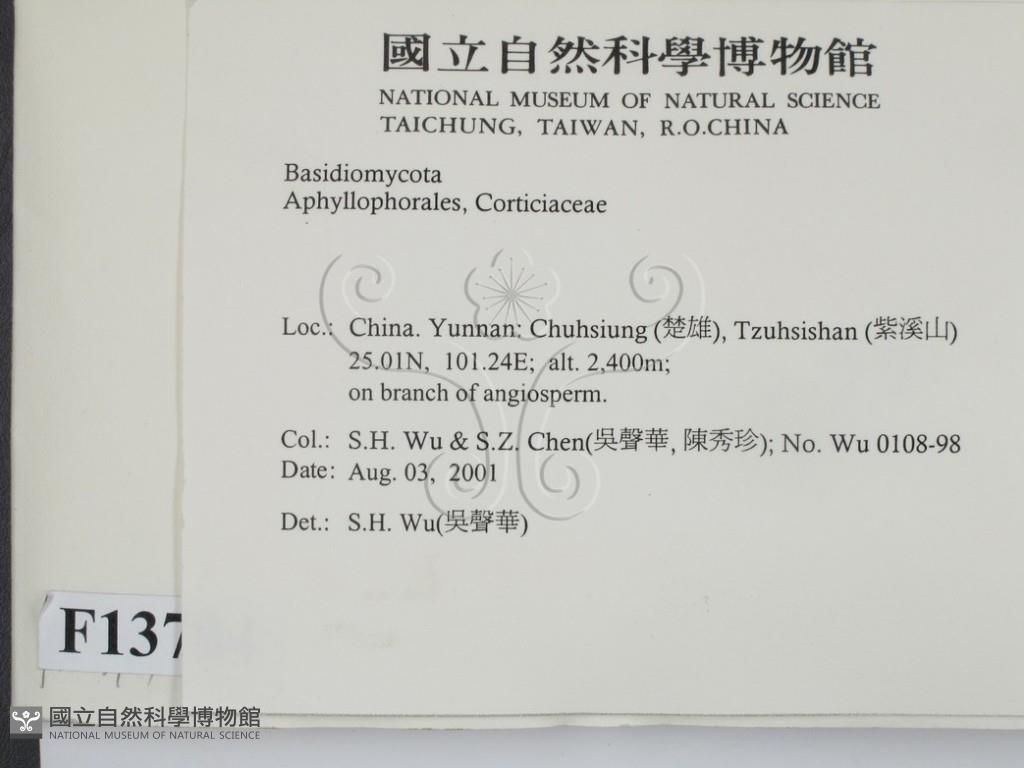 國立自然科學博物館
NATIONAL MUSEUM OF NATURAL SCIENCE
TAICHUNG, TAIWAN, R.O.CHINA
Basidiomycota
Aphyllophorales, Corticiaceae
Loc.: China. Yunnan: Chuhsiung (楚雄), Tzuhsishan (紫溪山)
25.01N, 101.24E; alt. 2,400m;
on branch of angiosperm.
Col.: S.H. Wu & S.Z. Chen(吳聲華, 陳秀珍); No. Wu 0108-98
Date: Aug. 03, 2001
Det.: S.H. Wu(吳聲華)
F137
國立自然科學博物館
NATIONAL MUSEUM OF NATURAL SCIENCE